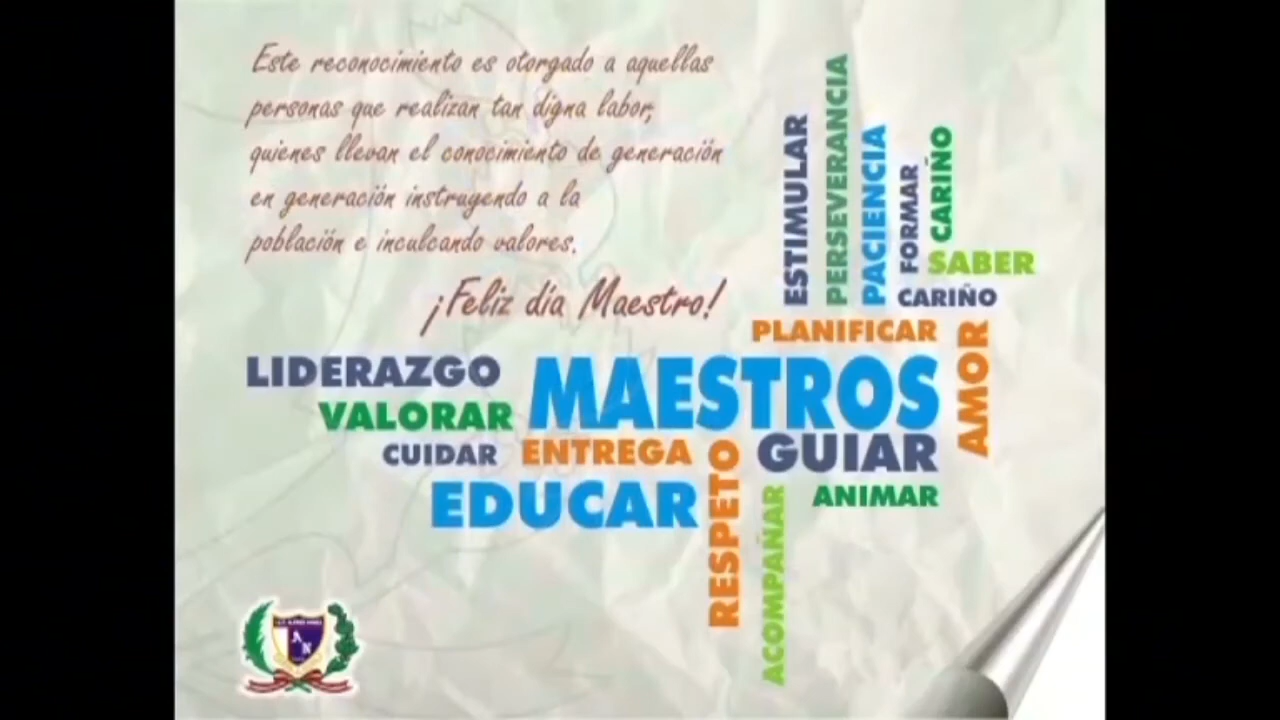 Este reconocimiento es otorgado a aquellas
personas que realizan tan digna labor,
quienes llevan el conocimiento de generación
en generación instruyendo a la
población e inculcando valores.
¡Feliz día Maestro!
ESTIMULAR
PERSEVERANCIA
PACIENCIA
FORMAR
CARIÑO
SABER
CARIÑO
PLANIFICAR
AMOR
LIDERAZGO
MAESTROS
VALORAR
CUIDAR
ENTREGA
GUIAR
EDUCAR
RESPETO
ACOMPAÑAR
ANIMAR
AN